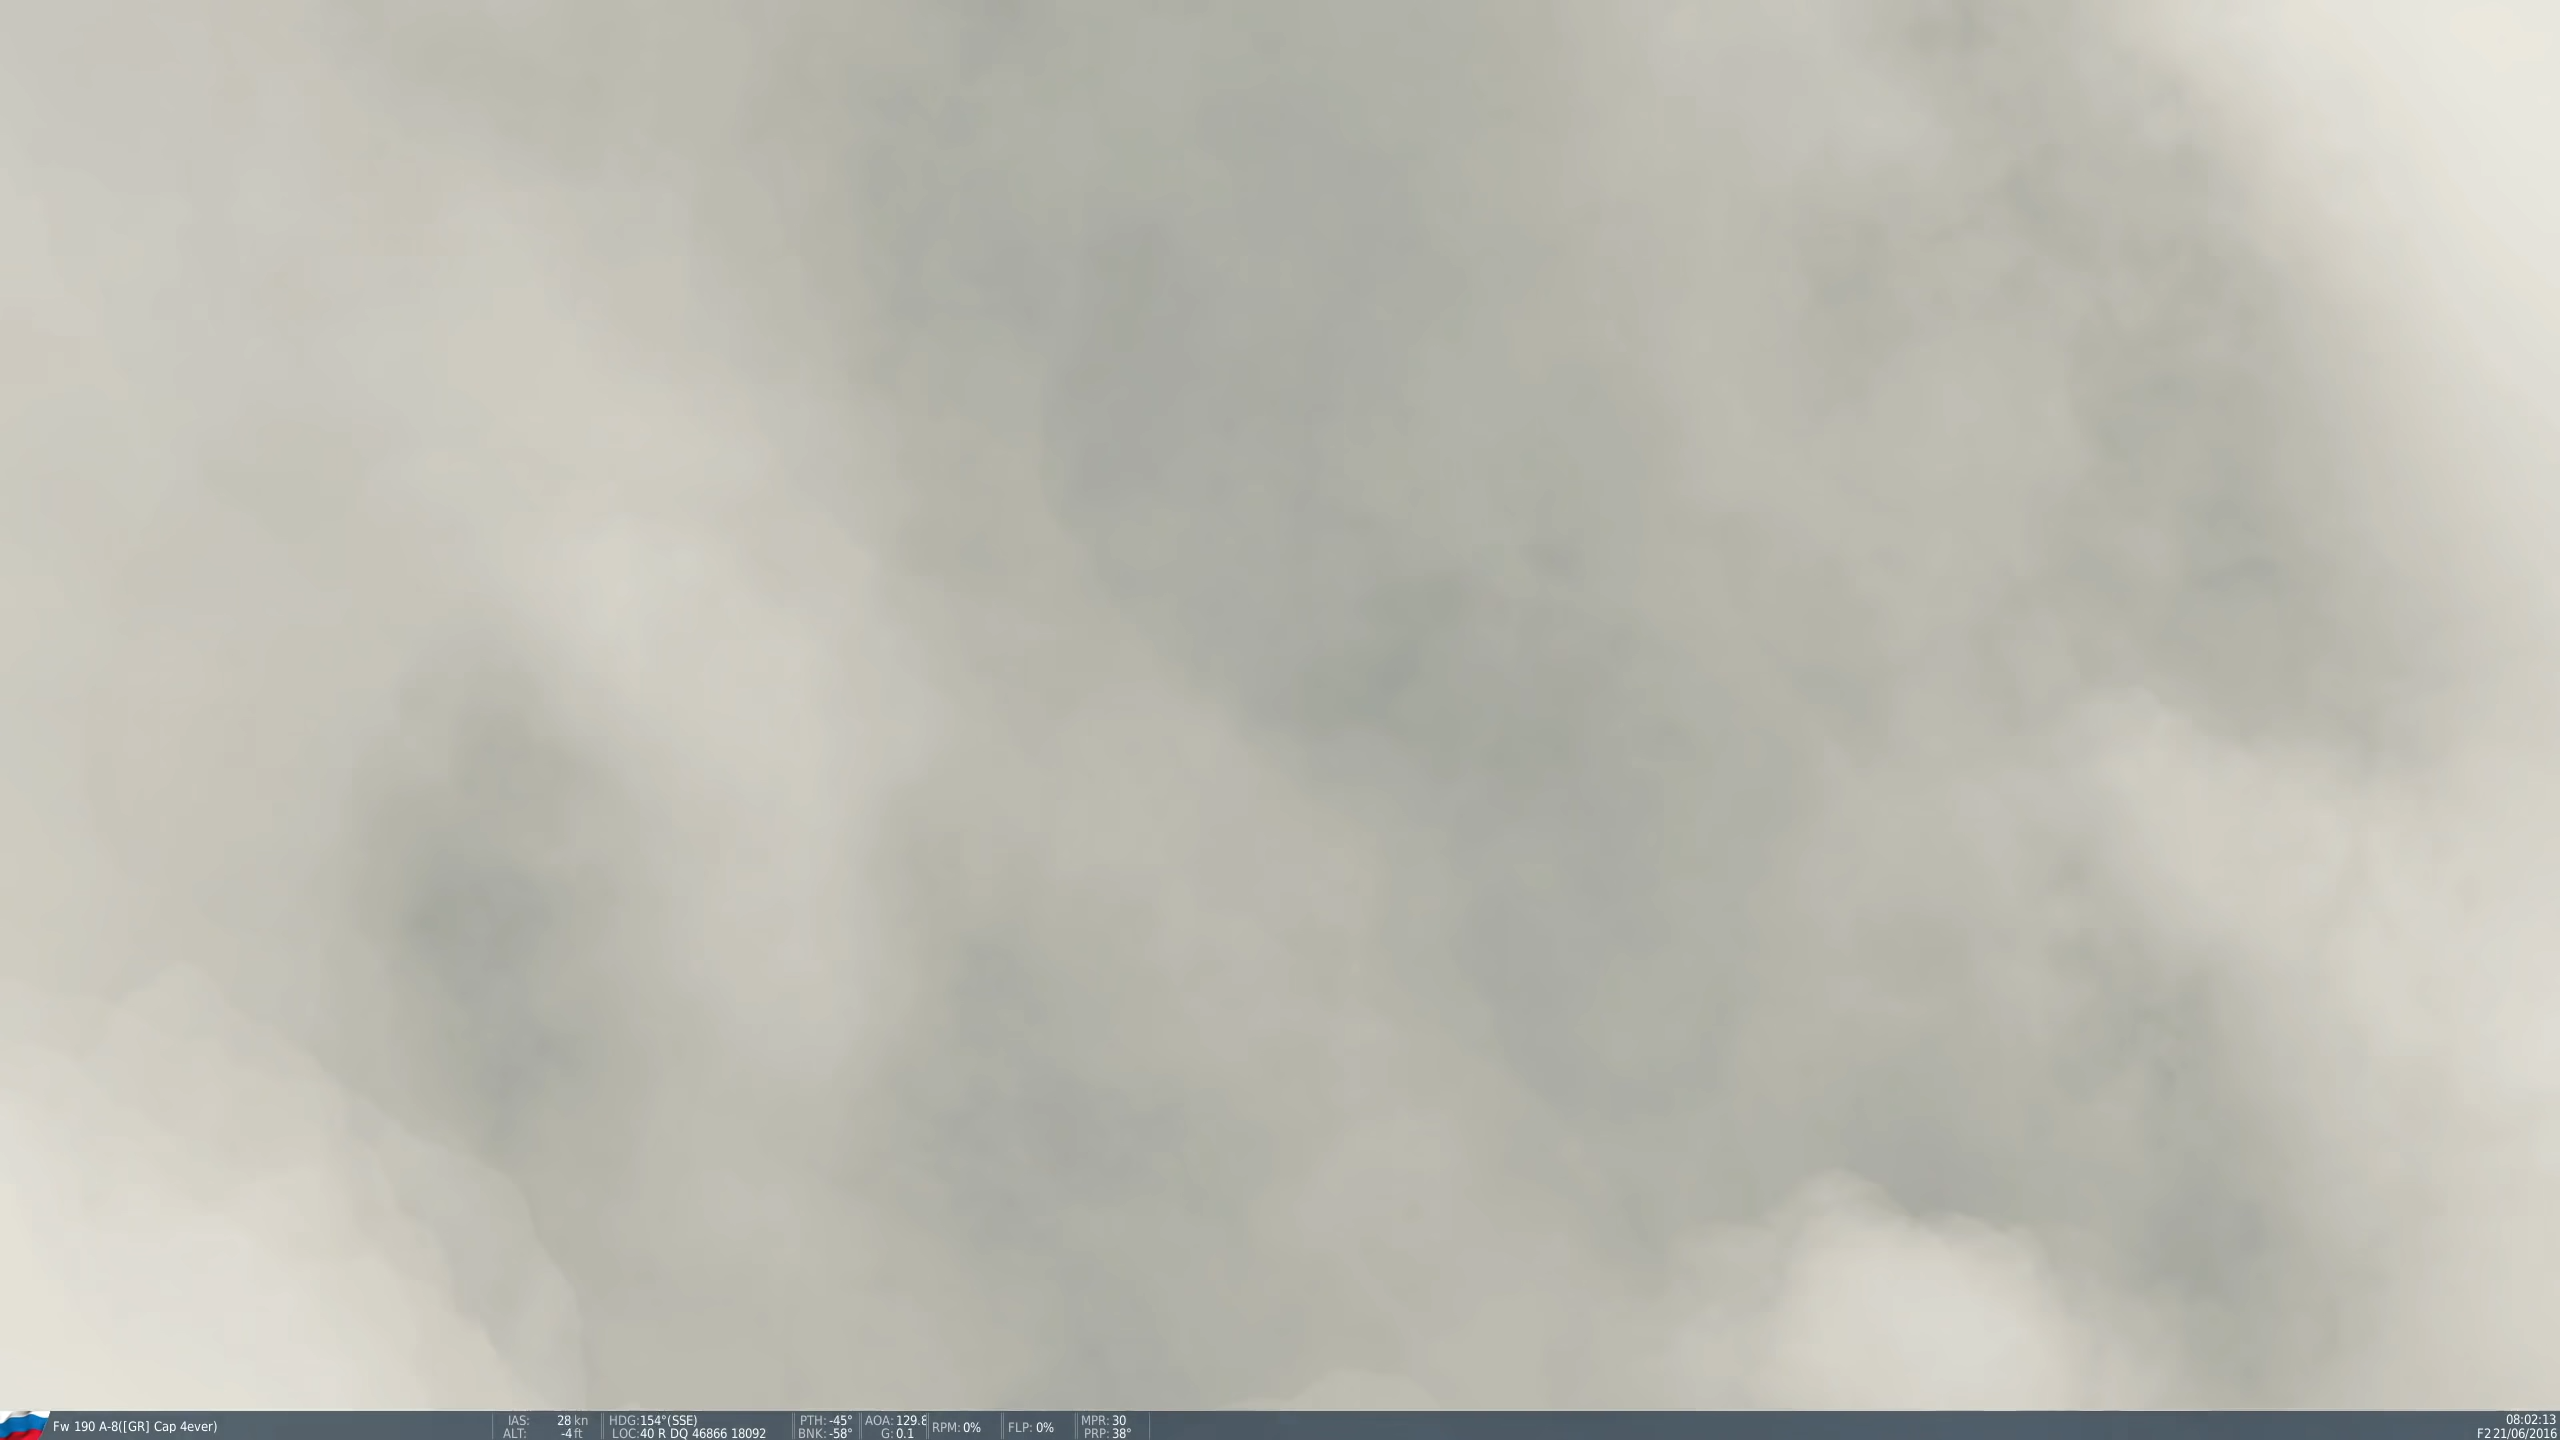 Fw 190 A-8([GR] Cap 4ever)
IAS: 28 kn
ALT: -4 ft
HDG:154°(SSE)
LOC:40 R DQ 46866 18092
PTH:-45°
BNK:-58°
AOA:129.8
G: 0.1
RPM: 0%
FLP: 0%
MPR: 30
PRP: 38°
08:02:13
F2 21/06/2016